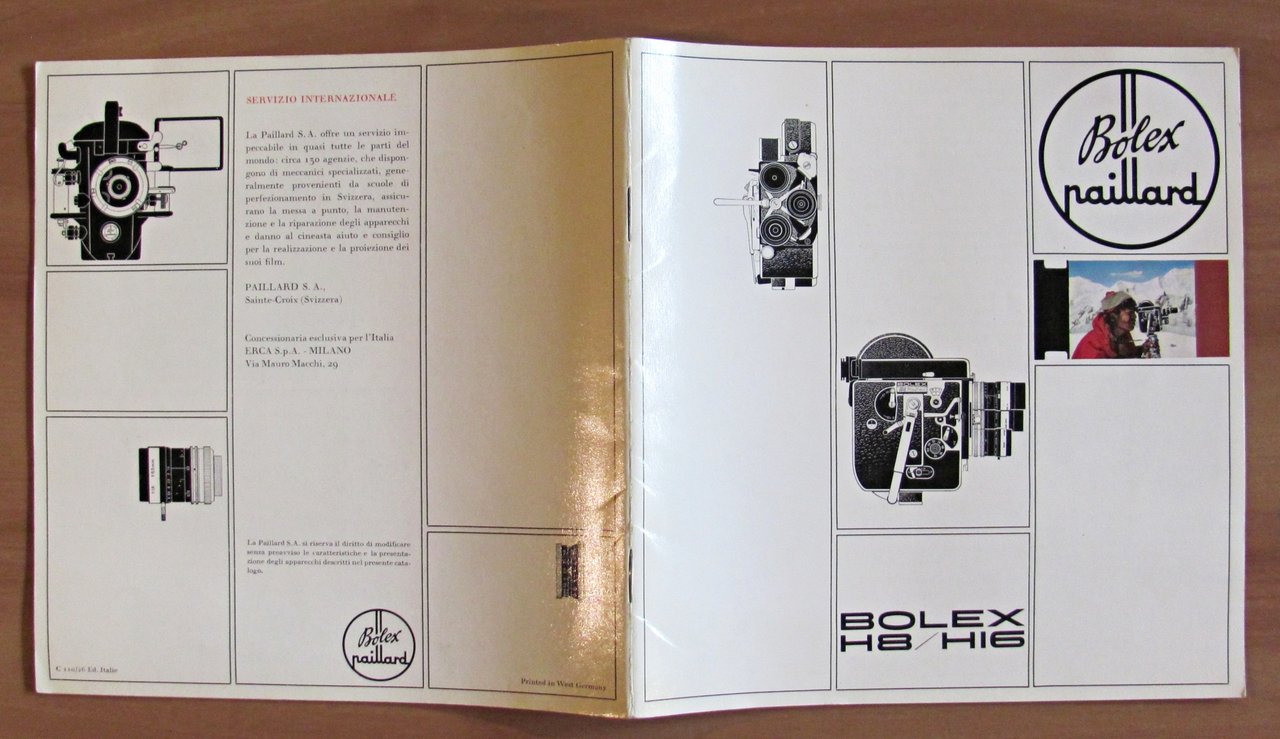 SERVIZIO INTERNAZIONALE
La Paillard S. A. offre un servizio im-
peccabile in quasi tutte le parti del
mondo: circa 130 agenzie, che dispon-
gono di meccanici specializzati, gene-
ralmente provenienti da scuole di
perfezionamento in Svizzera, assicu-
rano la messa a punto, la manuten-
zione e la riparazione degli apparecchi
e danno al cineasta aiuto e consiglio
per la realizzazione e la proiezione dei
suoi film.
PAILLARD S. A.,
Sainte-Croix (Svizzera)
Concessionaria esclusiva per l'Italia
ERCA S.p.A. - MILANO
Via Mauro Macchi, 29
La Paillard S. A. si riserva il diritto di modificare
senza preavviso le caratteristiche e la presenta-
zione degli apparecchi descritti nel presente cata-
logo.
Bolex
paillard
Ed. Italie
Printed in West Germany
Bolex
paillard
BOLEX
BOLEX
H8/H16